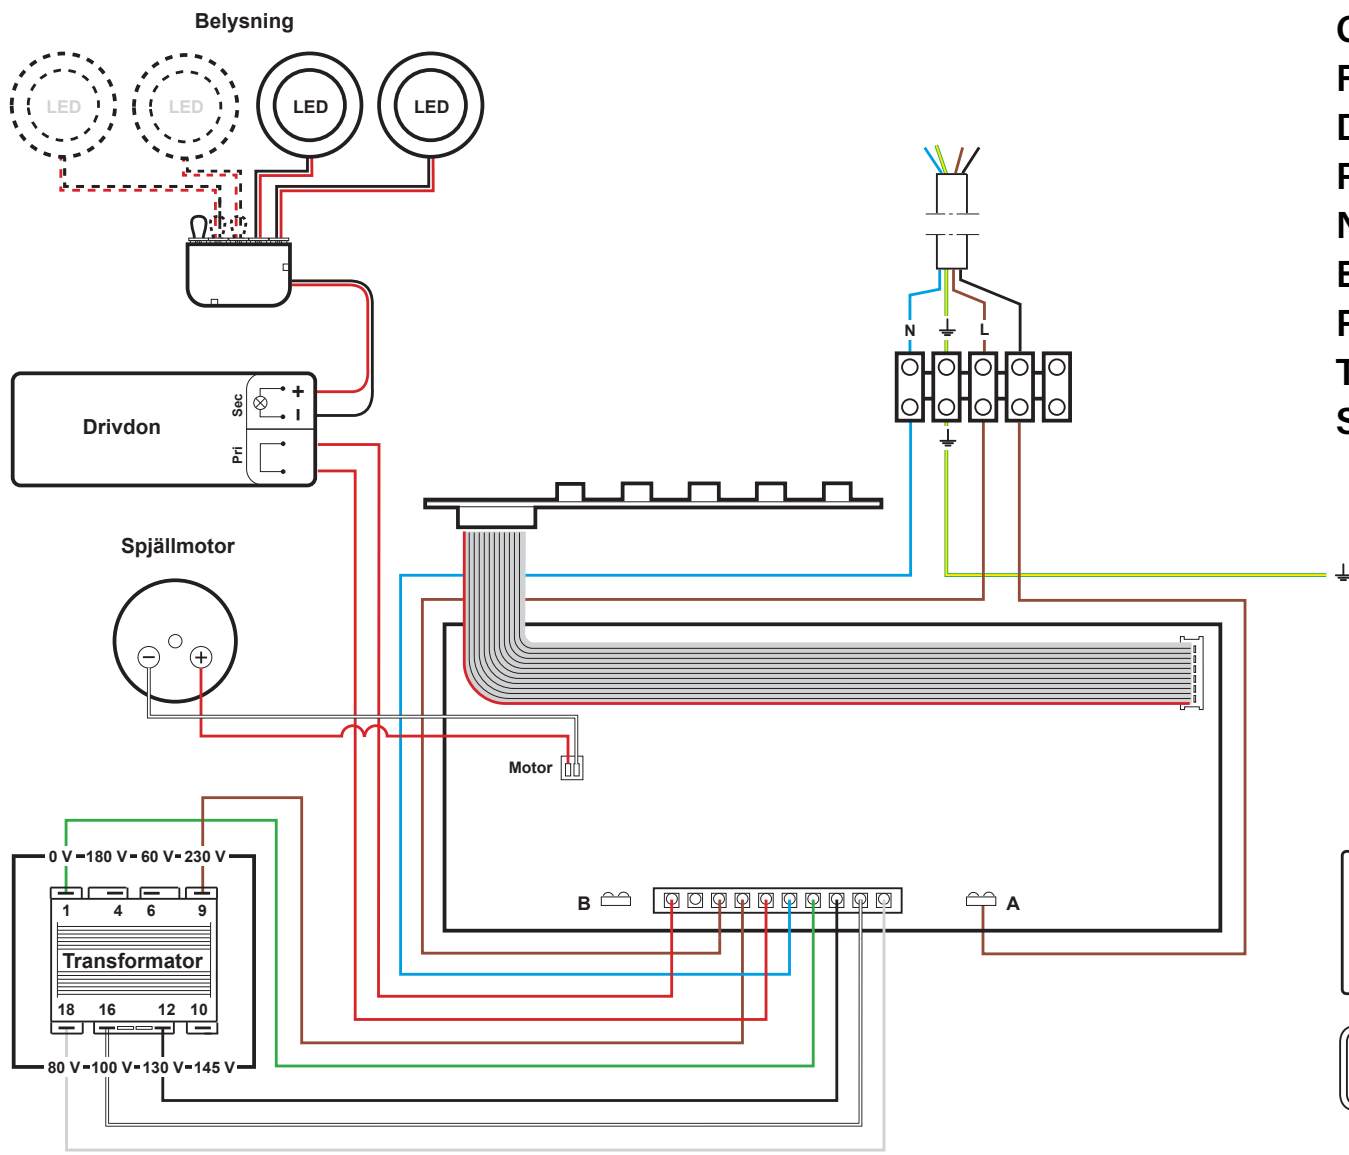 Belysning
LED LED LED LED
N L
Sec + –
Drivdon
Pri
Spjällmotor
– +
Motor
0 V 180 V 60 V 230 V
B A
1 4 6 9
Transformator
18 16 12 10
80 V 100 V 130 V 145 V